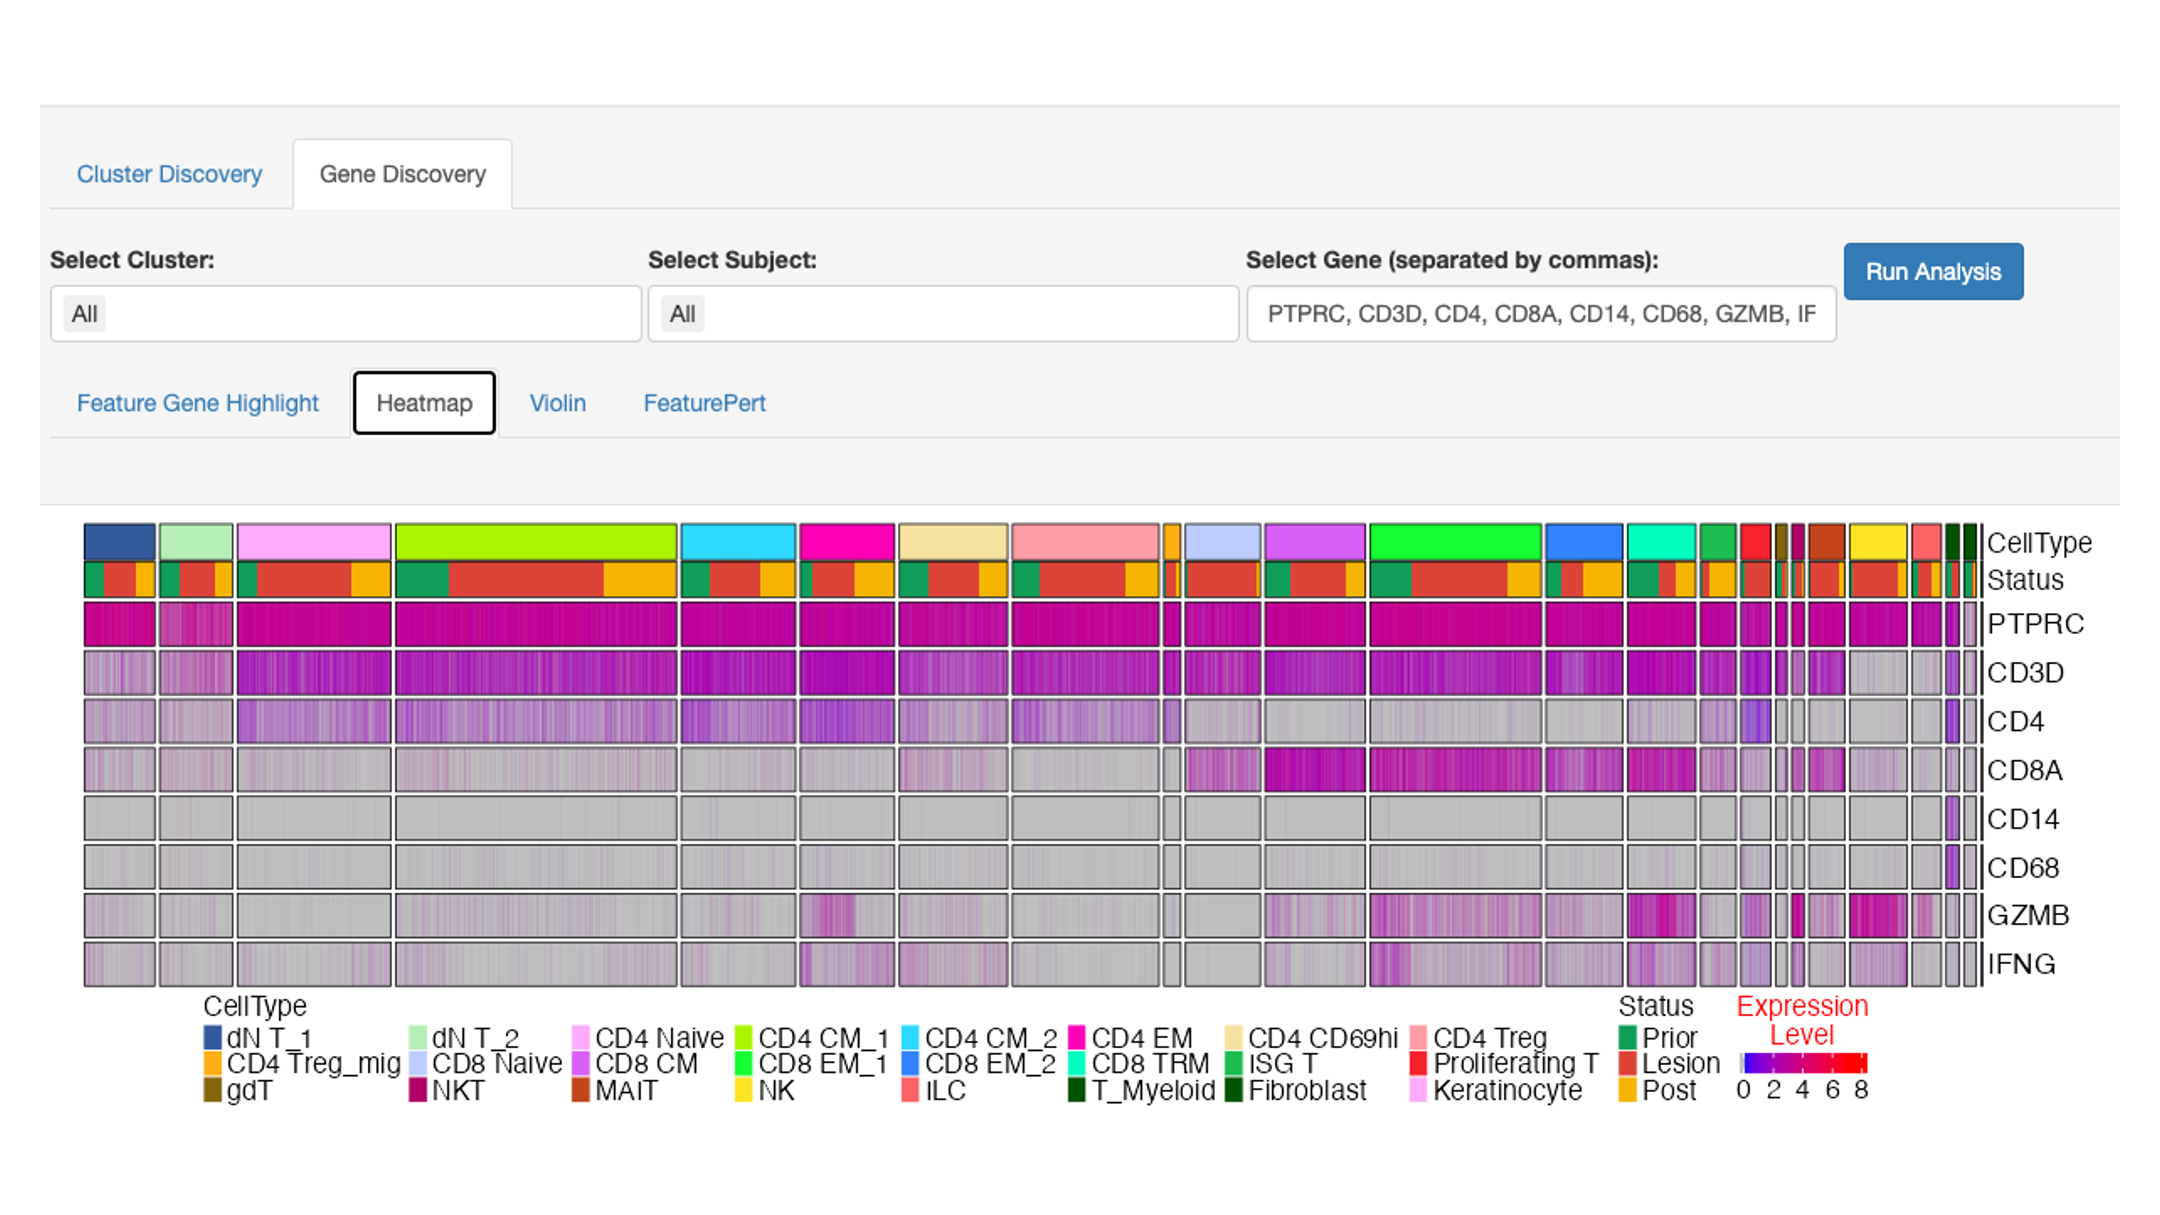 Cluster Discovery Gene Discovery
Select Cluster: Select Subject: Select Gene (separated by commas): Run Analysis
All All PTPRC, CD3D, CD4, CD8A, CD14, CD68, GZMB, IF
Feature Gene Highlight Heatmap Violin FeaturePert
CellType
Status
PTPRC
CD3D
CD4
CD8A
CD14
CD68
GZMB
IFNG
CellType Status Expression Level
dN T_1 dN T_2 CD4 Naive CD4 CM_1 CD4 CM_2 CD4 EM CD4 CD69hi CD4 Treg Prior
CD4 Treg_mig CD8 Naive CD8 CM CD8 EM_1 CD8 EM_2 CD8 TRM ISG T Proliferating T Lesion
gdT NKT MAIT NK ILC T_Myeloid Fibroblast Keratinocyte Post 0 2 4 6 8